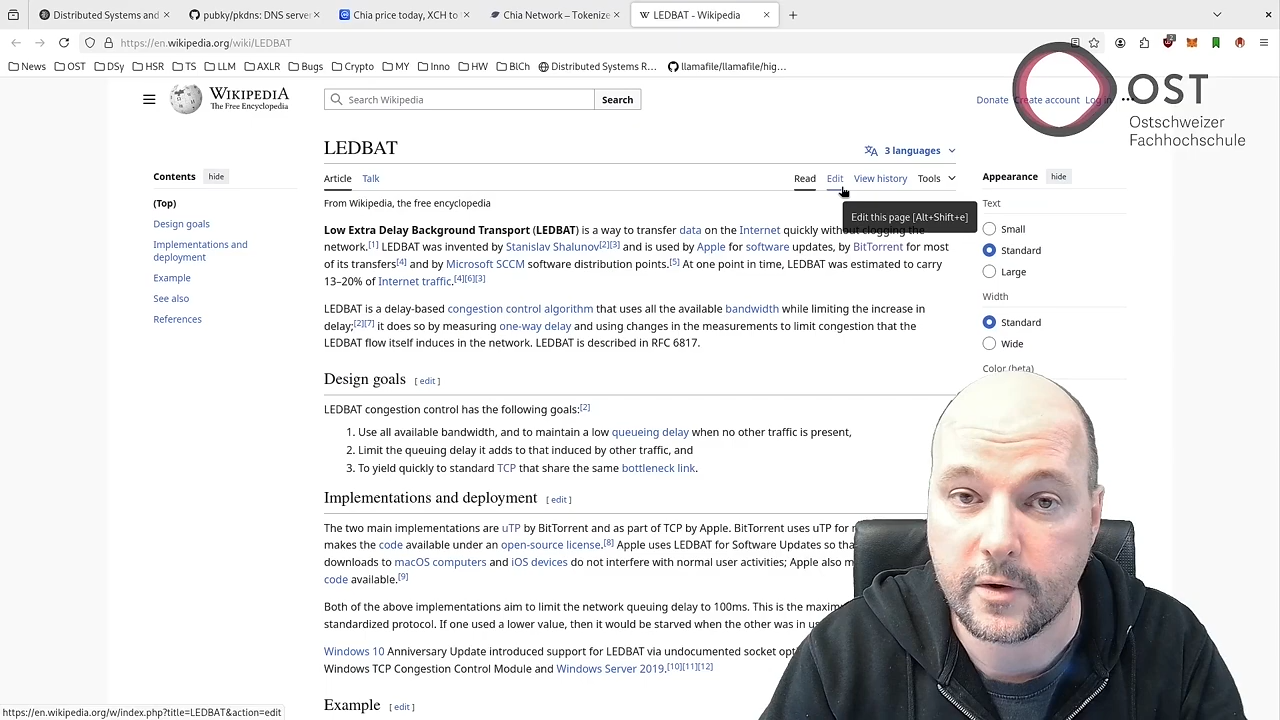 Distributed Systems and
pubky/pkdns: DNS server
Chia price today, XCH to
Chia Network – Tokenize
LEDBAT - Wikipedia
https://en.wikipedia.org/wiki/LEDBAT
2
News
OST
DSy
HSR
TS
LLM
AXLR
Bugs
Crypto
MY
Inno
HW
BlCh
Distributed Systems R…
llamafile/llamafile/hig…
WIKIPEDIA
The Free Encyclopedia
Search Wikipedia
Search
Donate Create account Log in
OST
Ostschweizer
Fachhochschule
Contents hide
(Top)
Design goals
Implementations and
deployment
Example
See also
References
LEDBAT
3 languages
Article Talk
Read Edit View history Tools
From Wikipedia, the free encyclopedia
Edit this page [Alt+Shift+e]
Low Extra Delay Background Transport (LEDBAT) is a way to transfer data on the Internet quickly without clogging the
network.[1] LEDBAT was invented by Stanislav Shalunov[2][3] and is used by Apple for software updates, by BitTorrent for most
of its transfers[4] and by Microsoft SCCM software distribution points.[5] At one point in time, LEDBAT was estimated to carry
13–20% of Internet traffic.[4][6][3]
LEDBAT is a delay-based congestion control algorithm that uses all the available bandwidth while limiting the increase in
delay;[2][7] it does so by measuring one-way delay and using changes in the measurements to limit congestion that the
LEDBAT flow itself induces in the network. LEDBAT is described in RFC 6817.
Design goals [ edit ]
LEDBAT congestion control has the following goals:[2]
1. Use all available bandwidth, and to maintain a low queueing delay when no other traffic is present,
2. Limit the queuing delay it adds to that induced by other traffic, and
3. To yield quickly to standard TCP that share the same bottleneck link.
Implementations and deployment [ edit ]
The two main implementations are uTP by BitTorrent and as part of TCP by Apple. BitTorrent uses uTP for
makes the code available under an open-source license.[8] Apple uses LEDBAT for Software Updates so
downloads to macOS computers and iOS devices do not interfere with normal user activities; Apple also
code available.[9]
Both of the above implementations aim to limit the network queuing delay to 100ms. This is the
standardized protocol. If one used a lower value, then it would be starved when the other was in
Windows 10 Anniversary Update introduced support for LEDBAT via undocumented socket
Windows TCP Congestion Control Module and Windows Server 2019.[10][11][12]
Example [ edit ]
Appearance hide
Text
Small
Standard
Large
Width
Standard
Wide
Color (beta)
https://en.wikipedia.org/w/index.php?title=LEDBAT&action=edit